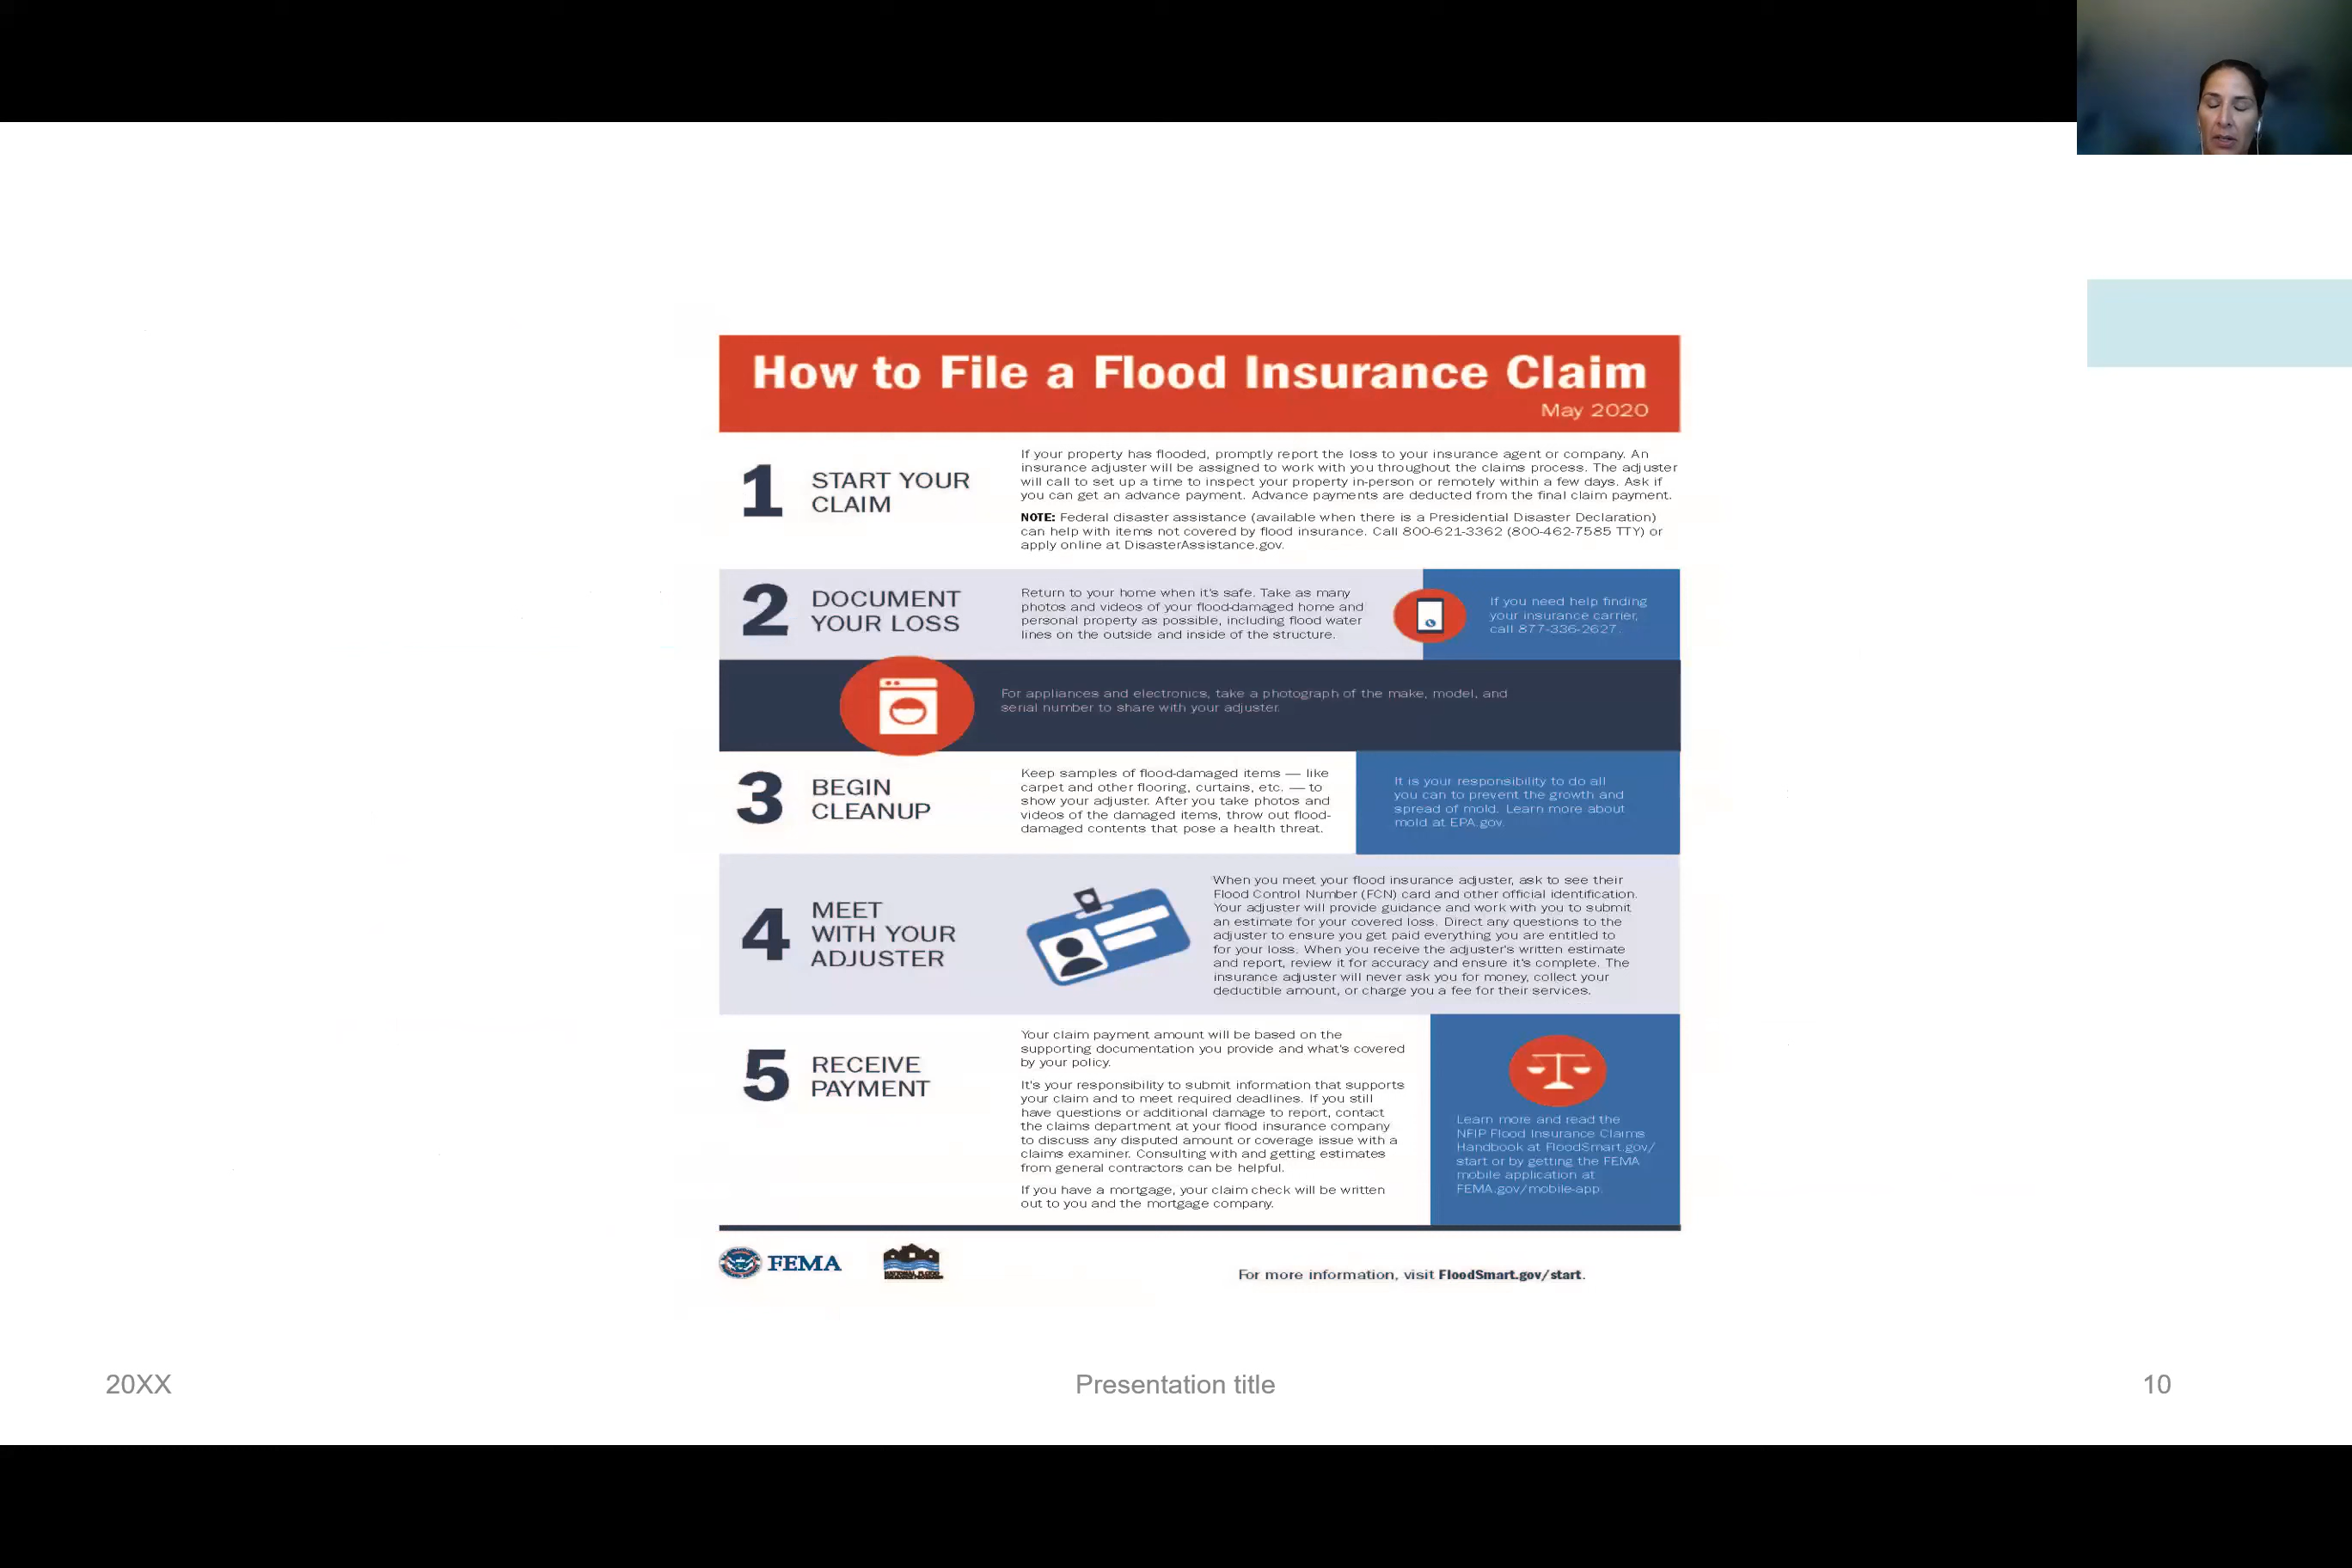 How to File a Flood Insurance Claim
May 2020
1
START YOUR
CLAIM
If your property has flooded, promptly report the loss to your insurance agent or company. An
insurance adjuster will be assigned to work with you throughout the claims process. The adjuster
will call to set up a time to inspect your property in-person or remotely within a few days. Ask if
you can get an advance payment. Advance payments are deducted from the final claim payment.
NOTE: Federal disaster assistance (available when there is a Presidential Disaster Declaration)
can help with items not covered by flood insurance. Call 800-621-3362 (800-462-7585 TTY) or
apply online at DisasterAssistance.gov.
2
DOCUMENT
YOUR LOSS
Return to your home when it's safe. Take as many
photos and videos of your flood-damaged home and
personal property as possible, including flood water
lines on the outside and inside of the structure.
If you need help finding
your insurance carrier,
call 877-336-2627.
For appliances and electronics, take a photograph of the make, model, and
serial number to share with your adjuster.
3
BEGIN
CLEANUP
Keep samples of flood-damaged items — like
carpet and other flooring, curtains, etc. — to
show your adjuster. After you take photos and
videos of the damaged items, throw out flood-
damaged contents that pose a health threat.
It is your responsibility to do all
you can to prevent the growth and
spread of mold. Learn more about
mold at EPA.gov.
4
MEET
WITH YOUR
ADJUSTER
When you meet your flood insurance adjuster, ask to see their
Flood Control Number (FCN) card and other official identification.
Your adjuster will provide guidance and work with you to submit
an estimate for your covered loss. Direct any questions to the
adjuster to ensure you get paid everything you are entitled to
for your loss. When you receive the adjuster's written estimate
and report, review it for accuracy and ensure it's complete. The
insurance adjuster will never ask you for money, collect your
deductible amount, or charge you a fee for their services.
5
RECEIVE
PAYMENT
Your claim payment amount will be based on the
supporting documentation you provide and what's covered
by your policy.
It's your responsibility to submit information that supports
your claim and to meet required deadlines. If you still
have questions or additional damage to report, contact
the claims department at your flood insurance company
to discuss any disputed amount or coverage issue with a
claims examiner. Consulting with and getting estimates
from general contractors can be helpful.
If you have a mortgage, your claim check will be written
out to you and the mortgage company.
Learn more and read the
NFIP Flood Insurance Claims
Handbook at FloodSmart.gov/
start or by getting the FEMA
mobile application at
FEMA.gov/mobile-app.
FEMA
NATIONAL FLOOD
For more information, visit FloodSmart.gov/start.
20XX
Presentation title
10